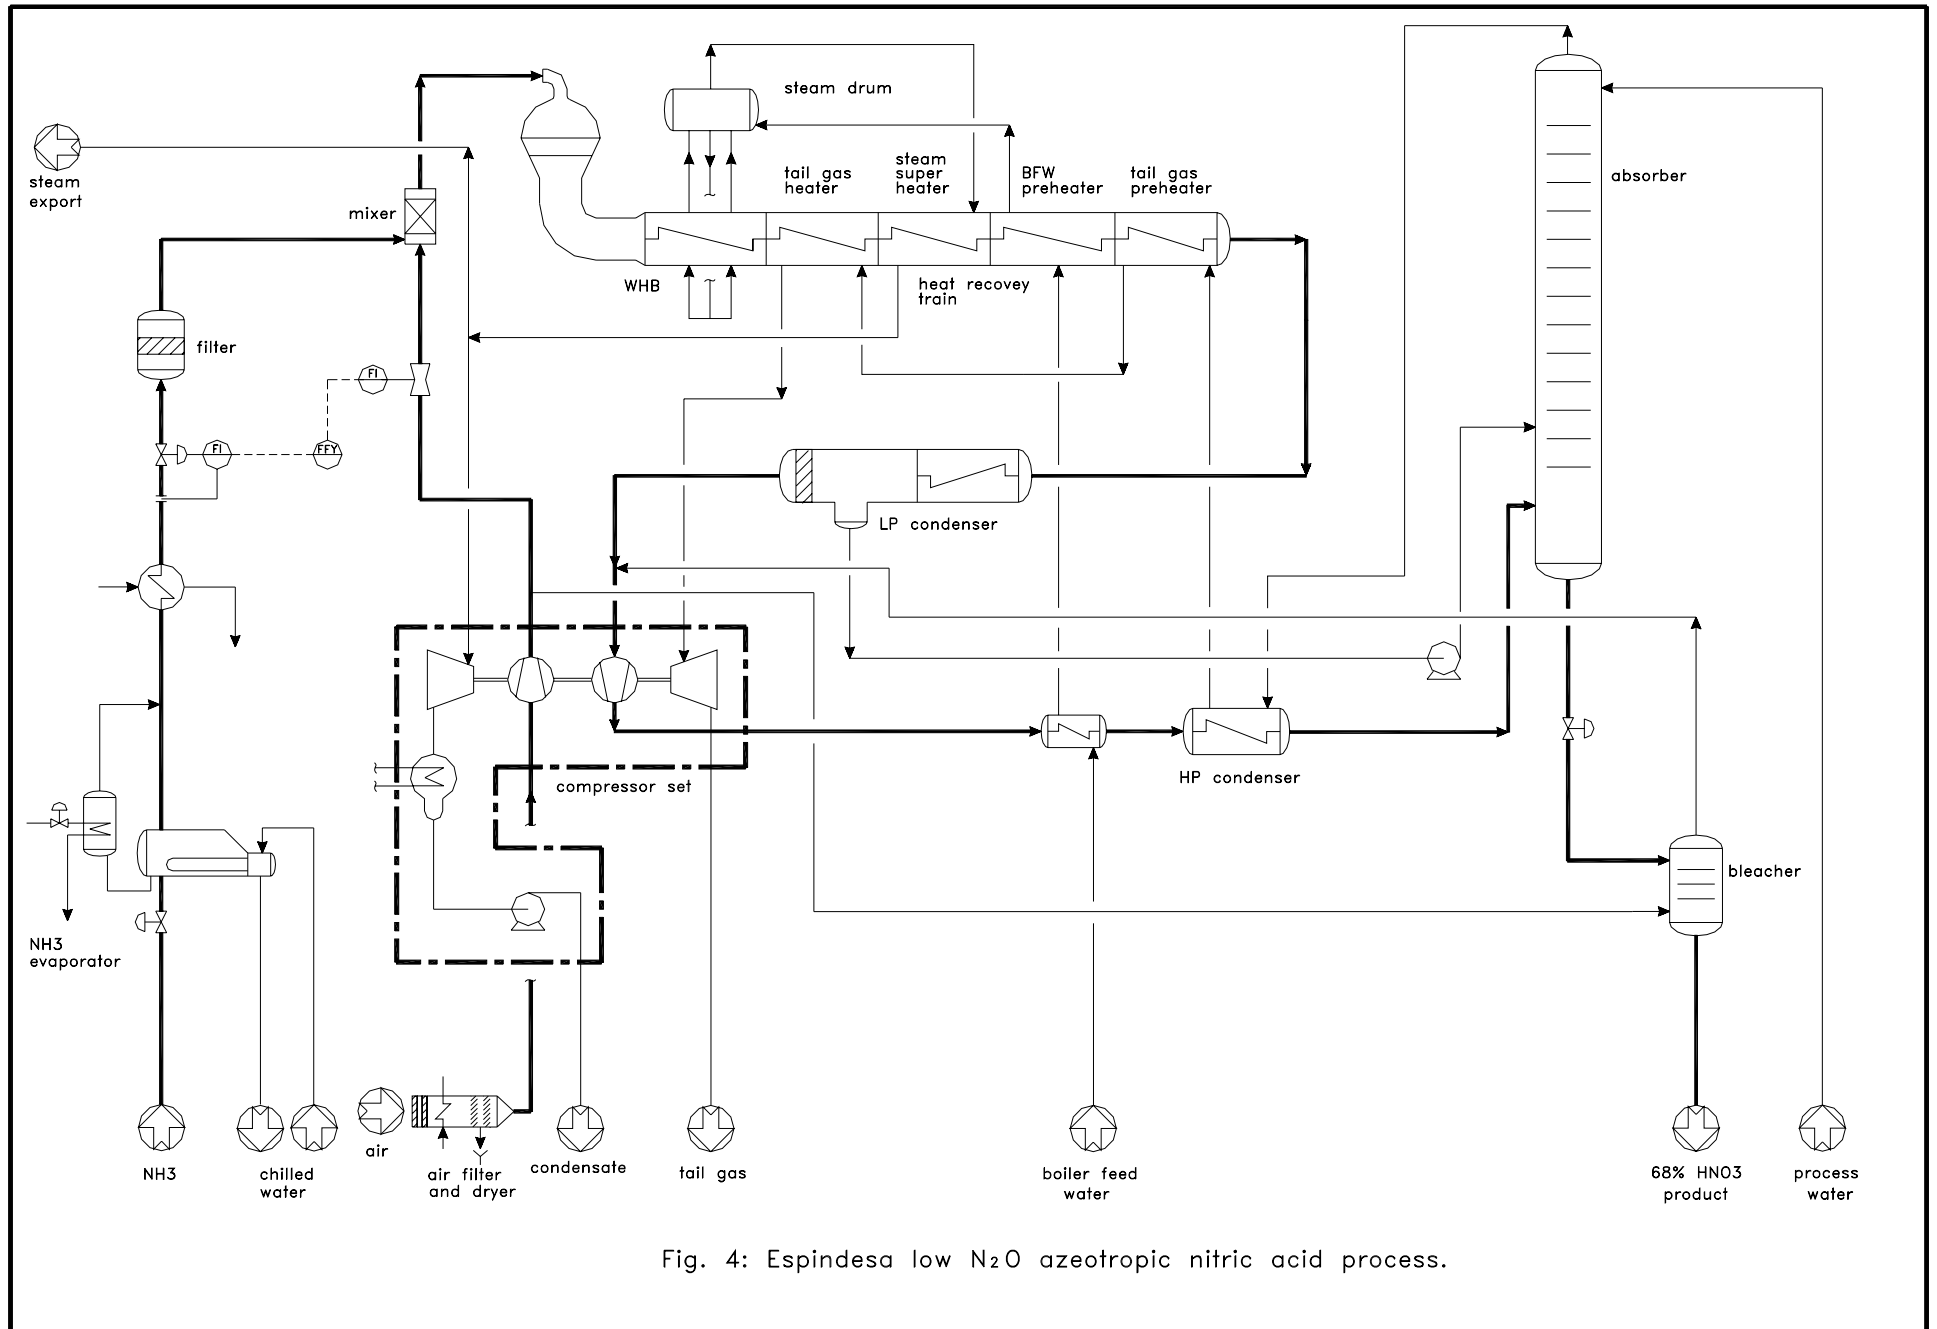 steam drum
steam
export
mixer
tail gas
heater
steam
super
heater
BFW
preheater
tail gas
preheater
absorber
WHB
heat recovey
train
filter
FI
FI
FFY
LP condenser
compressor set
HP condenser
bleacher
NH3
evaporator
NH3
chilled
water
air
air filter
and dryer
condensate
tail gas
boiler feed
water
68% HNO3
product
process
water
Fig. 4: Espindesa low N₂O azeotropic nitric acid process.